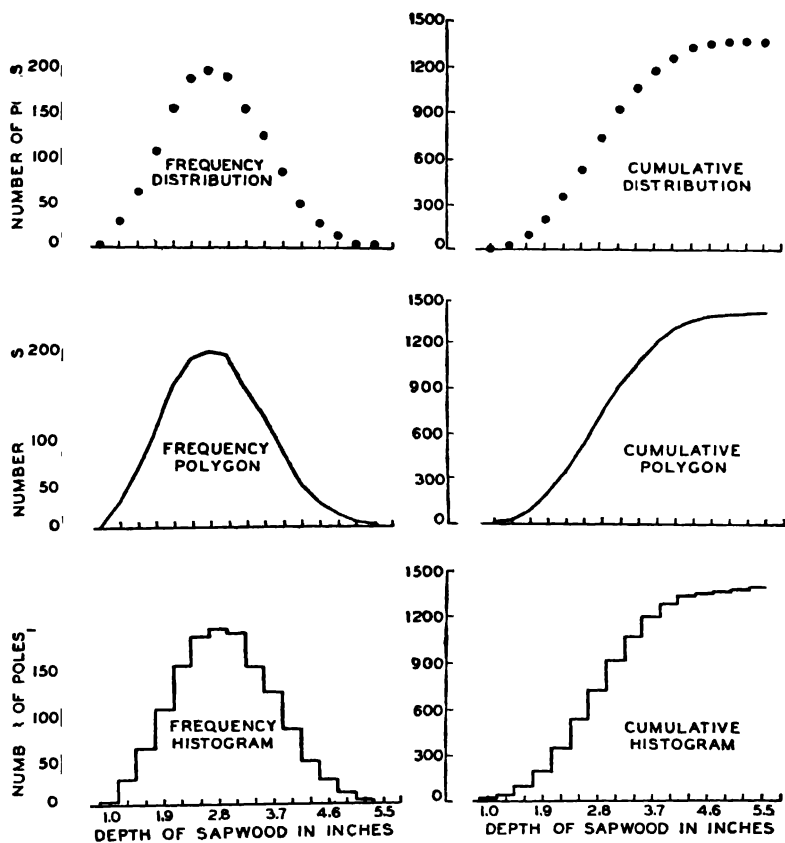 NUMBER OF
200
150
100
50
0
FREQUENCY
DISTRIBUTION
1500
1200
900
600
300
0
CUMULATIVE
DISTRIBUTION
NUMBER
S
200
100
50
0
FREQUENCY
POLYGON
1500
1200
900
600
300
0
CUMULATIVE
POLYGON
OF POLES
150
100
50
0
FREQUENCY
HISTOGRAM
1.0 1.9 2.8 3.7 4.6 5.5
DEPTH OF SAPWOOD IN INCHES
1500
1200
900
600
300
0
CUMULATIVE
HISTOGRAM
1.0 1.9 2.8 3.7 4.6 5.5
DEPTH OF SAPWOOD IN INCHES